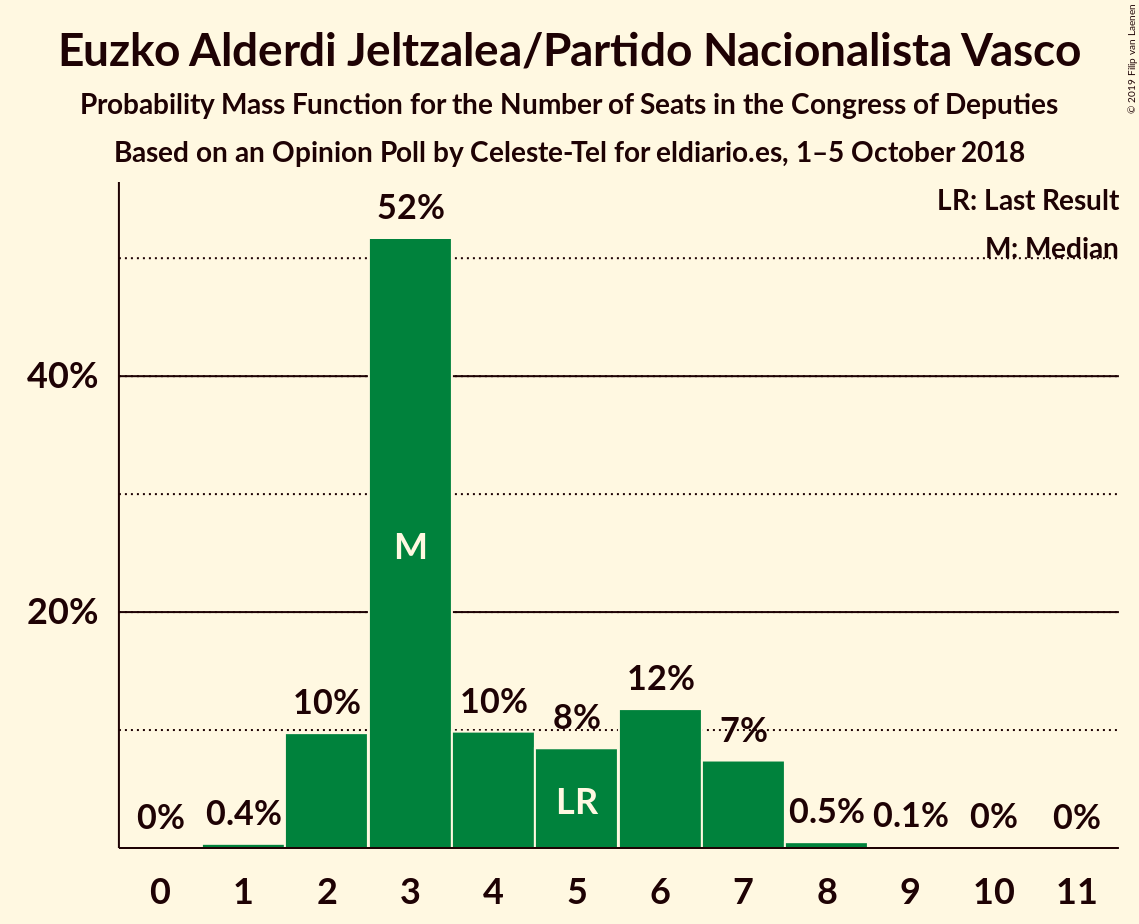 Euzko Alderdi Jeltzalea/Partido Nacionalista Vasco
Probability Mass Function for the Number of Seats in the Congress of Deputies
Based on an Opinion Poll by Celeste-Tel for eldiario.es, 1–5 October 2018
© 2019 Filip van Laenen
LR: Last Result
M: Median
40%
20%
0%
0.4%
10%
52%
10%
8%
12%
7%
0.5%
0.1%
0%
0%
M
LR
0 1 2 3 4 5 6 7 8 9 10 11